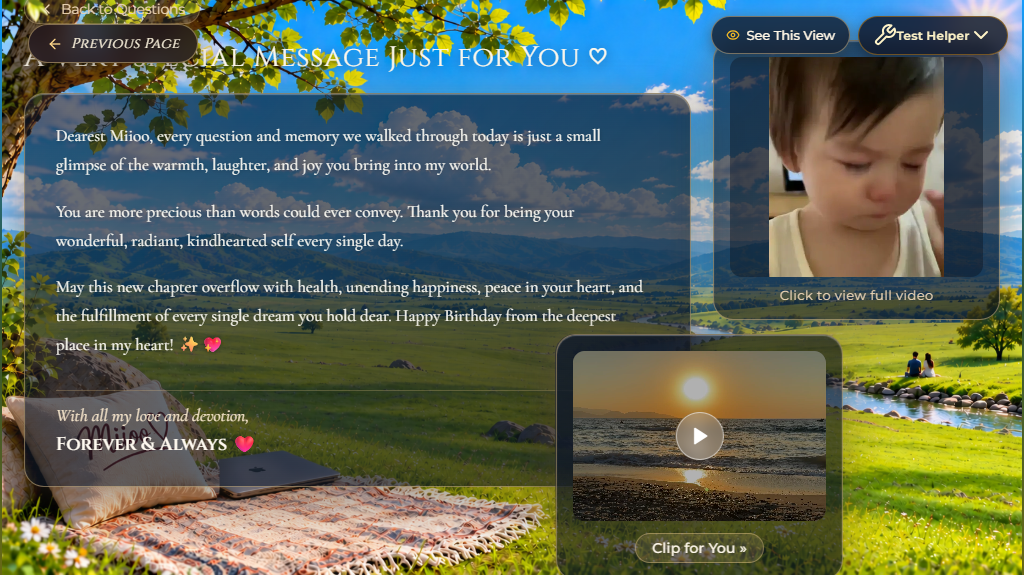 Back to Questions
← Previous Page
A Very Special Message Just for You ♡
See This View
Test Helper
Dearest Miioo, every question and memory we walked through today is just a small
glimpse of the warmth, laughter, and joy you bring into my world.
You are more precious than words could ever convey. Thank you for being your
wonderful, radiant, kindhearted self every single day.
May this new chapter overflow with health, unending happiness, peace in your heart, and
the fulfillment of every single dream you hold dear. Happy Birthday from the deepest
place in my heart! ✨ 💖
With all my love and devotion,
Forever & Always 💗
Miioo
Click to view full video
Clip for You »